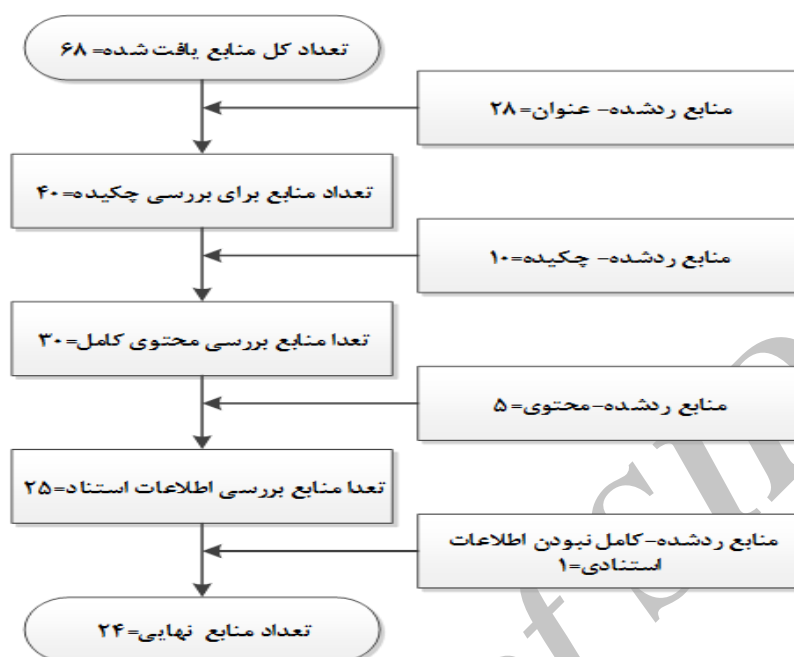 تعداد کل منابع یافت شده= ۶۸
منابع ردشده- عنوان= ۲۸
تعداد منابع برای بررسی چکیده=۴۰
منابع ردشده- چکیده=۱۰
تعدا منابع بررسی محتوی کامل=۳۰
منابع ردشده-محتوی= ۵
تعدا منابع بررسی اطلاعات استناد=۲۵
منابع ردشده-کامل نبودن اطلاعات
استنادی=۱
تعداد منابع نهایی=۲۴